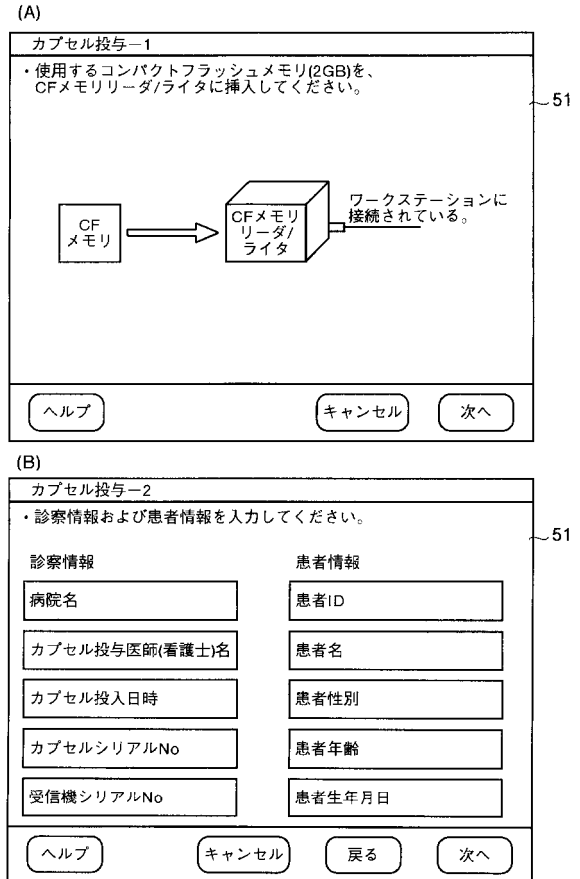 (A)
カプセル投与－1
・使用するコンパクトフラッシュメモリ(2GB)を、
CFメモリリーダ/ライタに挿入してください。
51
CF
メモリ
CFメモリ
リーダ/
ライタ
ワークステーションに
接続されている。
ヘルプ
キャンセル
次へ
(B)
カプセル投与－2
・診察情報および患者情報を入力してください。
51
診察情報
患者情報
病院名
患者ID
カプセル投与医師(看護士)名
患者名
カプセル投入日時
患者性別
カプセルシリアルNo
患者年齢
受信機シリアルNo
患者生年月日
ヘルプ
キャンセル
戻る
次へ